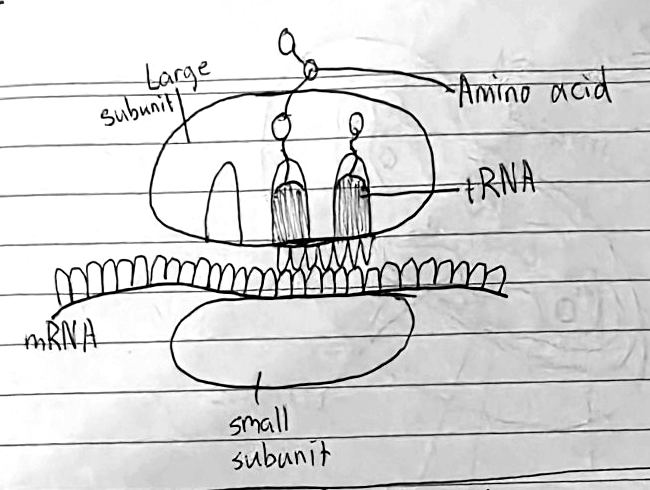 Large
subunit
Amino acid
tRNA
mRNA
small
subunit